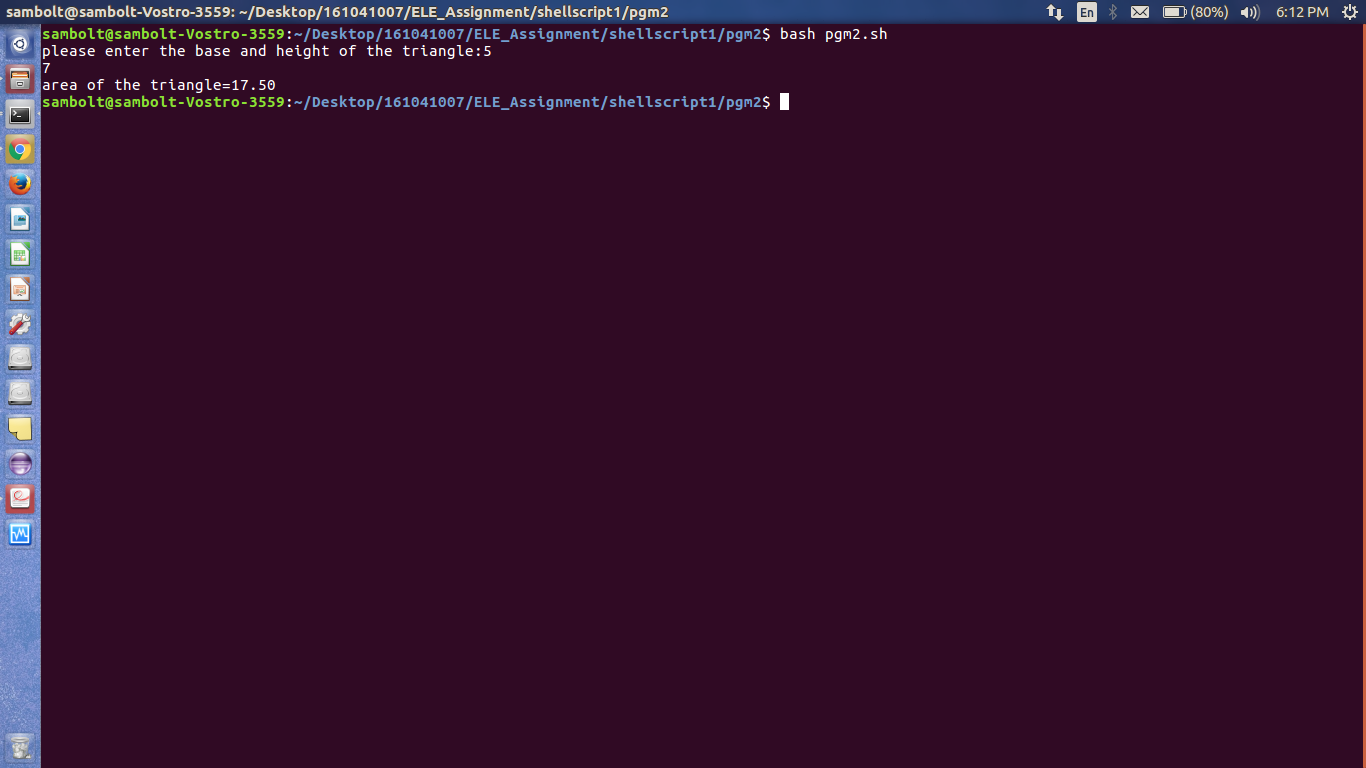 sambolt@sambolt-Vostro-3559: ~/Desktop/161041007/ELE_Assignment/shellscript1/pgm2 En (80%) 6:12 PM
sambolt@sambolt-Vostro-3559:~/Desktop/161041007/ELE_Assignment/shellscript1/pgm2$ bash pgm2.sh
please enter the base and height of the triangle:5
7
area of the triangle=17.50
sambolt@sambolt-Vostro-3559:~/Desktop/161041007/ELE_Assignment/shellscript1/pgm2$